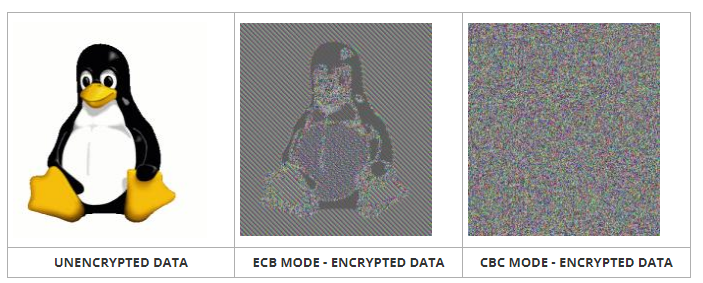 UNENCRYPTED DATA
ECB MODE - ENCRYPTED DATA
CBC MODE - ENCRYPTED DATA